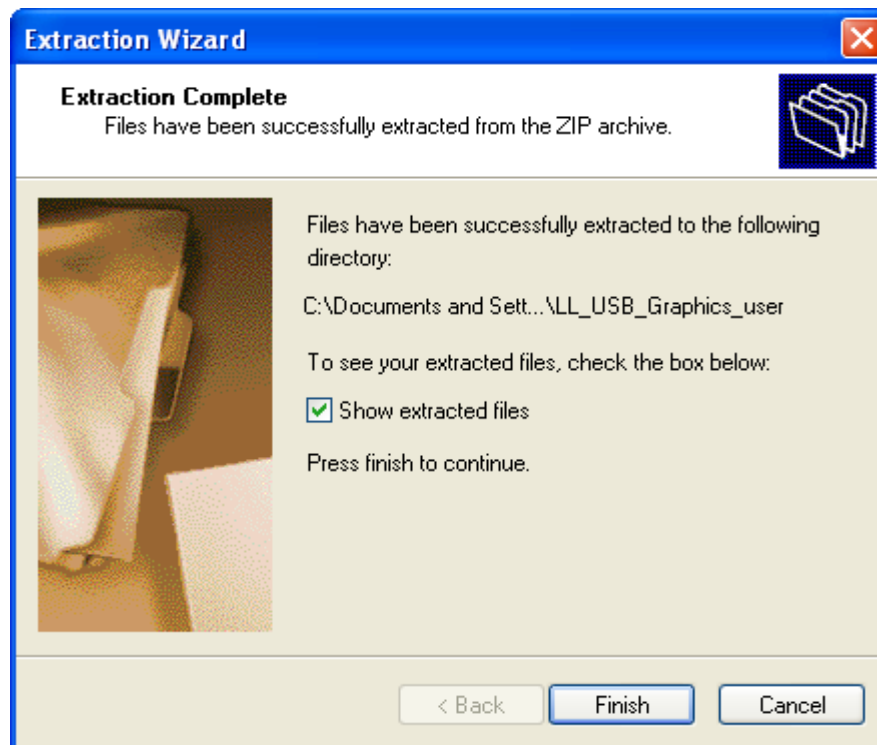 Extraction Wizard
Extraction Complete
Files have been successfully extracted from the ZIP archive.
Files have been successfully extracted to the following
directory:
C:\Documents and Sett...\LL_USB_Graphics_user
To see your extracted files, check the box below:
Show extracted files
Press finish to continue.
< Back
Finish
Cancel